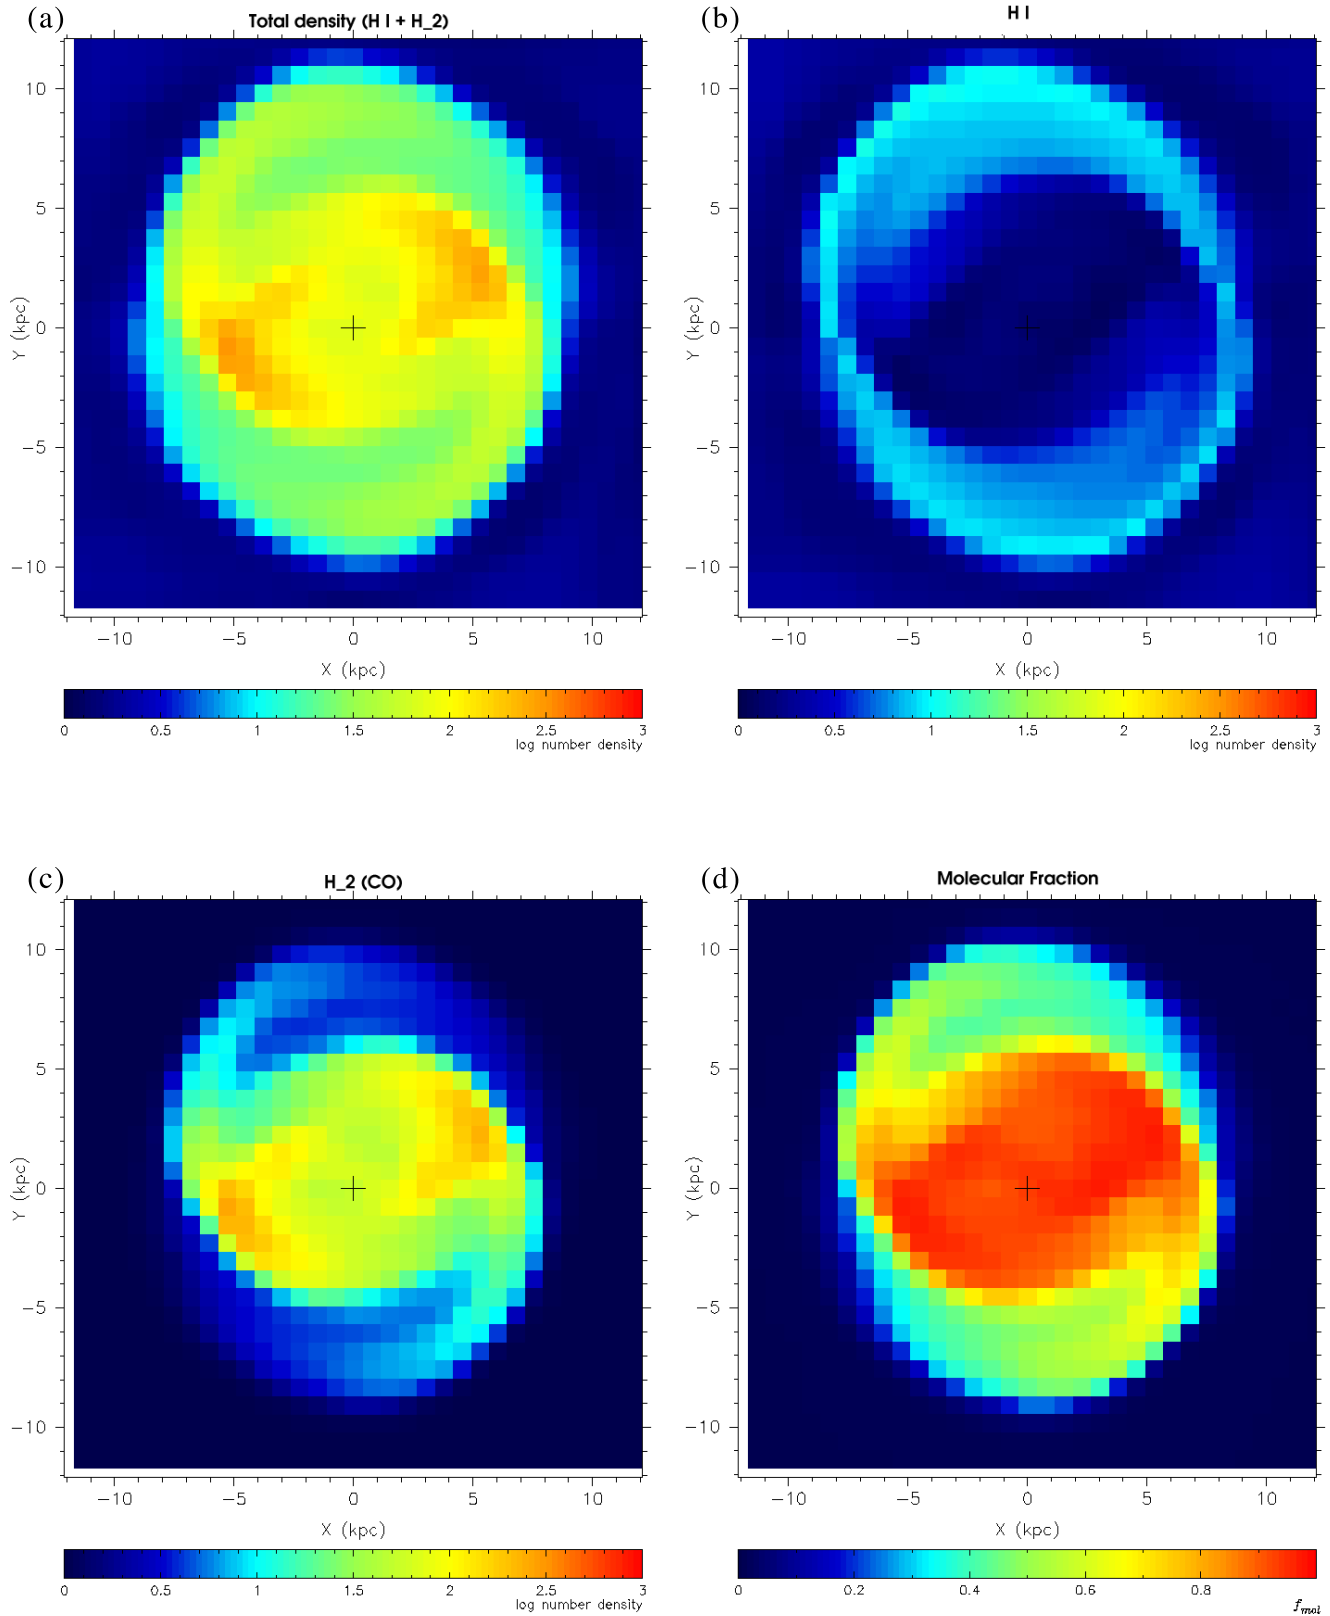 (a) Total density (H I + H_2)
(b) H I
10
5
0
−5
−10
Y (kpc)
−10 −5 0 5 10
X (kpc)
0 0.5 1 1.5 2 2.5 3
log number density
10
5
0
−5
−10
Y (kpc)
−10 −5 0 5 10
X (kpc)
0 0.5 1 1.5 2 2.5 3
log number density
(c) H_2 (CO)
(d) Molecular Fraction
10
5
0
−5
−10
Y (kpc)
−10 −5 0 5 10
X (kpc)
0 0.5 1 1.5 2 2.5 3
log number density
10
5
0
−5
−10
Y (kpc)
−10 −5 0 5 10
X (kpc)
0 0.2 0.4 0.6 0.8
f_mol